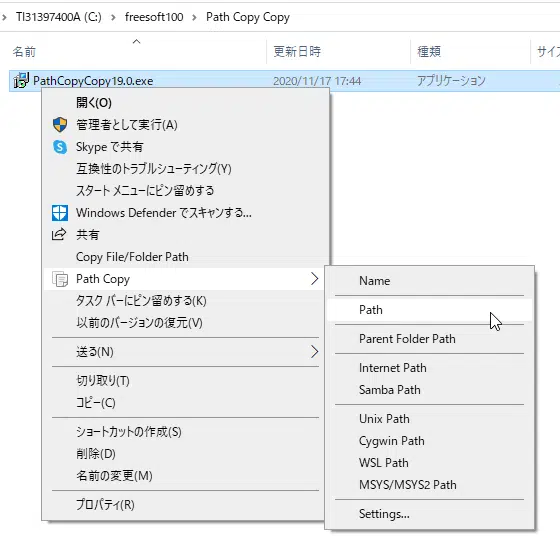 TI31397400A (C:) › freesoft100 › Path Copy Copy
名前 更新日時 種類 サイズ
PathCopyCopy19.0.exe 2020/11/17 17:44 アプリケーション
開く(O)
管理者として実行(A)
Skype で共有
互換性のトラブルシューティング(Y)
スタート メニューにピン留めする
Windows Defender でスキャンする...
共有
Copy File/Folder Path
Path Copy
タスク バーにピン留めする(K)
以前のバージョンの復元(V)
送る(N)
切り取り(T)
コピー(C)
ショートカットの作成(S)
削除(D)
名前の変更(M)
プロパティ(R)
Name
Path
Parent Folder Path
Internet Path
Samba Path
Unix Path
Cygwin Path
WSL Path
MSYS/MSYS2 Path
Settings...